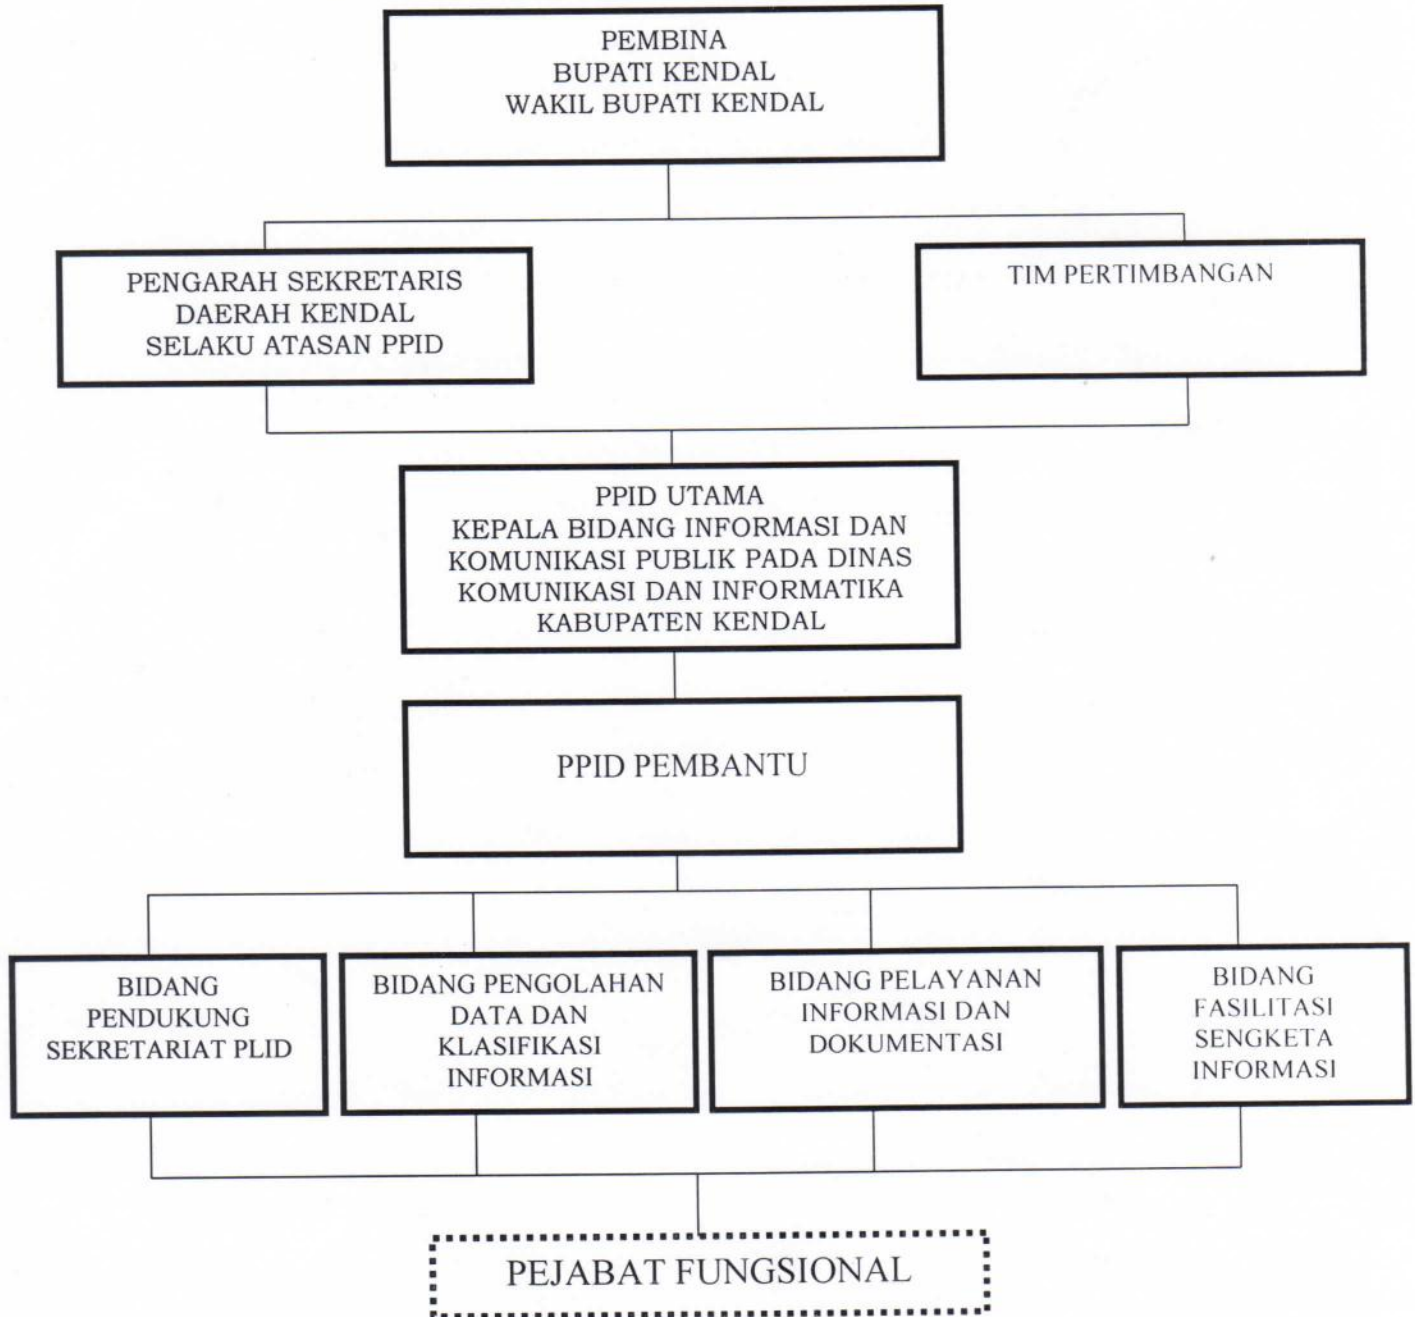 PEMBINA
BUPATI KENDAL
WAKIL BUPATI KENDAL
PENGARAH SEKRETARIS
DAERAH KENDAL
SELAKU ATASAN PPID
TIM PERTIMBANGAN
PPID UTAMA
KEPALA BIDANG INFORMASI DAN
KOMUNIKASI PUBLIK PADA DINAS
KOMUNIKASI DAN INFORMATIKA
KABUPATEN KENDAL
PPID PEMBANTU
BIDANG
PENDUKUNG
SEKRETARIAT PLID
BIDANG PENGOLAHAN
DATA DAN
KLASIFIKASI
INFORMASI
BIDANG PELAYANAN
INFORMASI DAN
DOKUMENTASI
BIDANG
FASILITASI
SENGKETA
INFORMASI
PEJABAT FUNGSIONAL